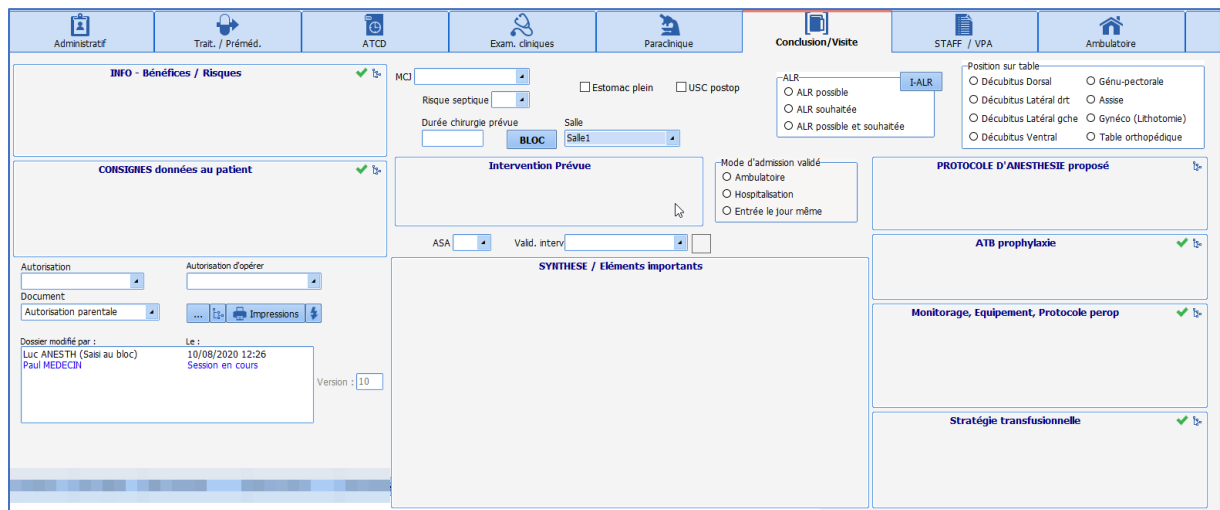 Administratif
Trait. / Préméd.
ATCD
Exam. cliniques
Paraclinique
Conclusion/Visite
STAFF / VPA
Ambulatoire
INFO - Bénéfices / Risques
CONSIGNES données au patient
Autorisation
Autorisation d'opérer
Document
Autorisation parentale
... Impressions
Dossier modifié par : Le :
Luc ANESTH (Saisi au bloc) 10/08/2020 12:26
Paul MEDECIN Session en cours
Version : 10
MCJ
Estomac plein
USC postop
Risque septique
Durée chirurgie prévue
Salle
BLOC
Salle1
ALR
I-ALR
ALR possible
ALR souhaitée
ALR possible et souhaitée
Position sur table
Décubitus Dorsal
Génu-pectorale
Décubitus Latéral drt
Assise
Décubitus Latéral gche
Gynéco (Lithotomie)
Décubitus Ventral
Table orthopédique
Intervention Prévue
Mode d'admission validé
Ambulatoire
Hospitalisation
Entrée le jour même
ASA
Valid. interv
SYNTHESE / Eléments importants
PROTOCOLE D'ANESTHESIE proposé
ATB prophylaxie
Monitorage, Equipement, Protocole perop
Stratégie transfusionnelle